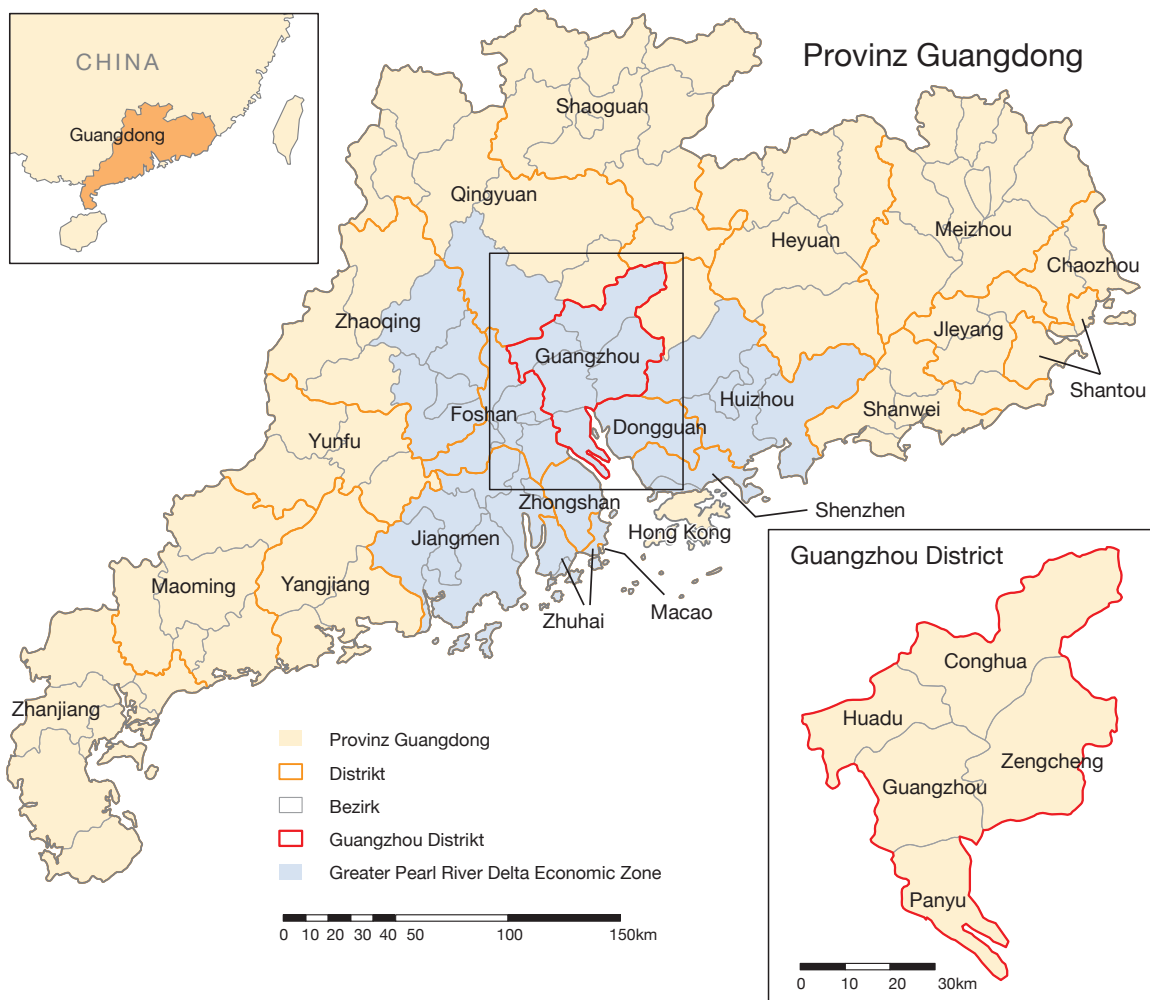 CHINA
Guangdong
Provinz Guangdong
Shaoguan
Qingyuan
Heyuan
Meizhou
Chaozhou
Zhaoqing
Guangzhou
Jleyang
Shantou
Huizhou
Foshan
Dongguan
Shanwei
Yunfu
Zhongshan
Shenzhen
Hong Kong
Jiangmen
Maoming
Yangjiang
Zhuhai
Macao
Zhanjiang
Provinz Guangdong
Distrikt
Bezirk
Guangzhou Distrikt
Greater Pearl River Delta Economic Zone
0 10 20 30 40 50 100 150km
Guangzhou District
Conghua
Huadu
Zengcheng
Guangzhou
Panyu
0 10 20 30km